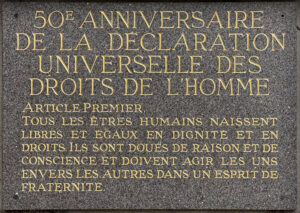 50E ANNIVERSAIRE
DE LA DÉCLARATION
UNIVERSELLE DES
DROITS DE L'HOMME
ARTICLE PREMIER.
TOUS LES ÊTRES HUMAINS NAISSENT
LIBRES ET ÉGAUX EN DIGNITÉ ET EN
DROITS. ILS SONT DOUÉS DE RAISON ET DE
CONSCIENCE ET DOIVENT AGIR LES UNS
ENVERS LES AUTRES DANS UN ESPRIT DE
FRATERNITÉ.